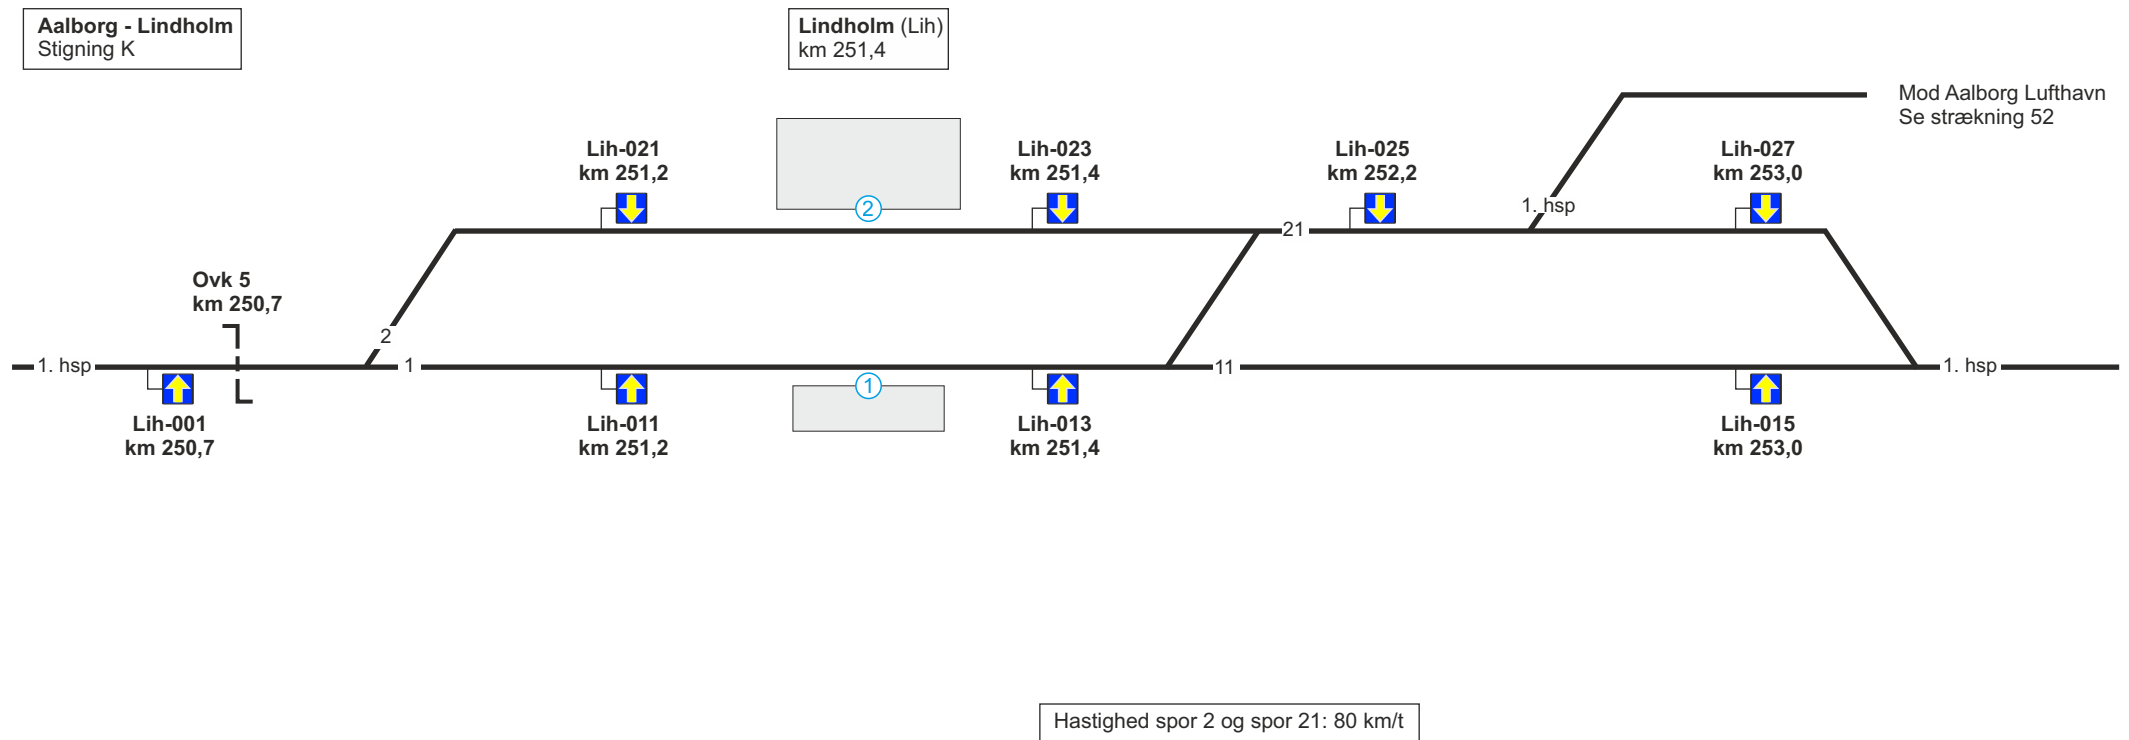 Aalborg - Lindholm
Stigning K
Lindholm (Lih)
km 251,4
Mod Aalborg Lufthavn
Se strækning 52
Lih-021
km 251,2
Lih-023
km 251,4
Lih-025
km 252,2
Lih-027
km 253,0
2
1. hsp
21
Ovk 5
km 250,7
2
1. hsp
1
11
1. hsp
1
Lih-001
km 250,7
Lih-011
km 251,2
Lih-013
km 251,4
Lih-015
km 253,0
Hastighed spor 2 og spor 21: 80 km/t